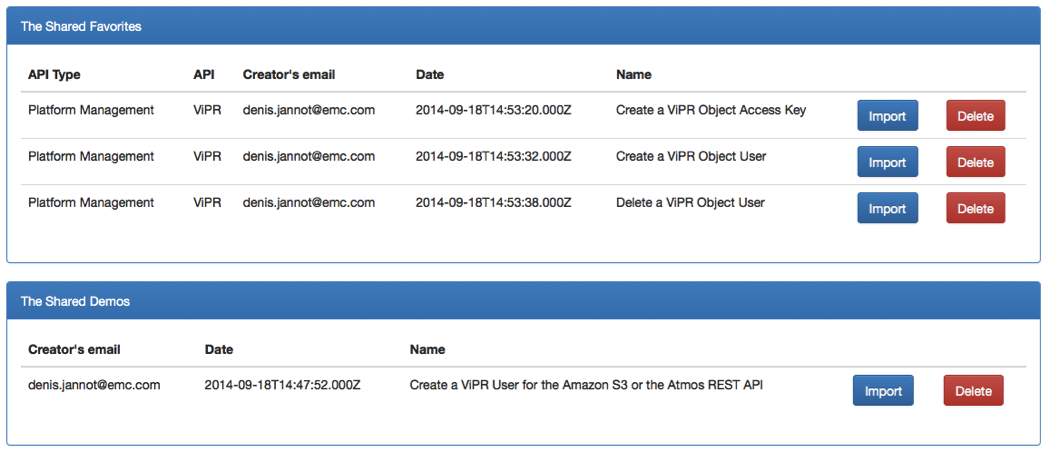 The Shared Favorites
API Type API Creator's email Date Name
Platform Management ViPR denis.jannot@emc.com 2014-09-18T14:53:20.000Z Create a ViPR Object Access Key Import Delete
Platform Management ViPR denis.jannot@emc.com 2014-09-18T14:53:32.000Z Create a ViPR Object User Import Delete
Platform Management ViPR denis.jannot@emc.com 2014-09-18T14:53:38.000Z Delete a ViPR Object User Import Delete
The Shared Demos
Creator's email Date Name
denis.jannot@emc.com 2014-09-18T14:47:52.000Z Create a ViPR User for the Amazon S3 or the Atmos REST API Import Delete